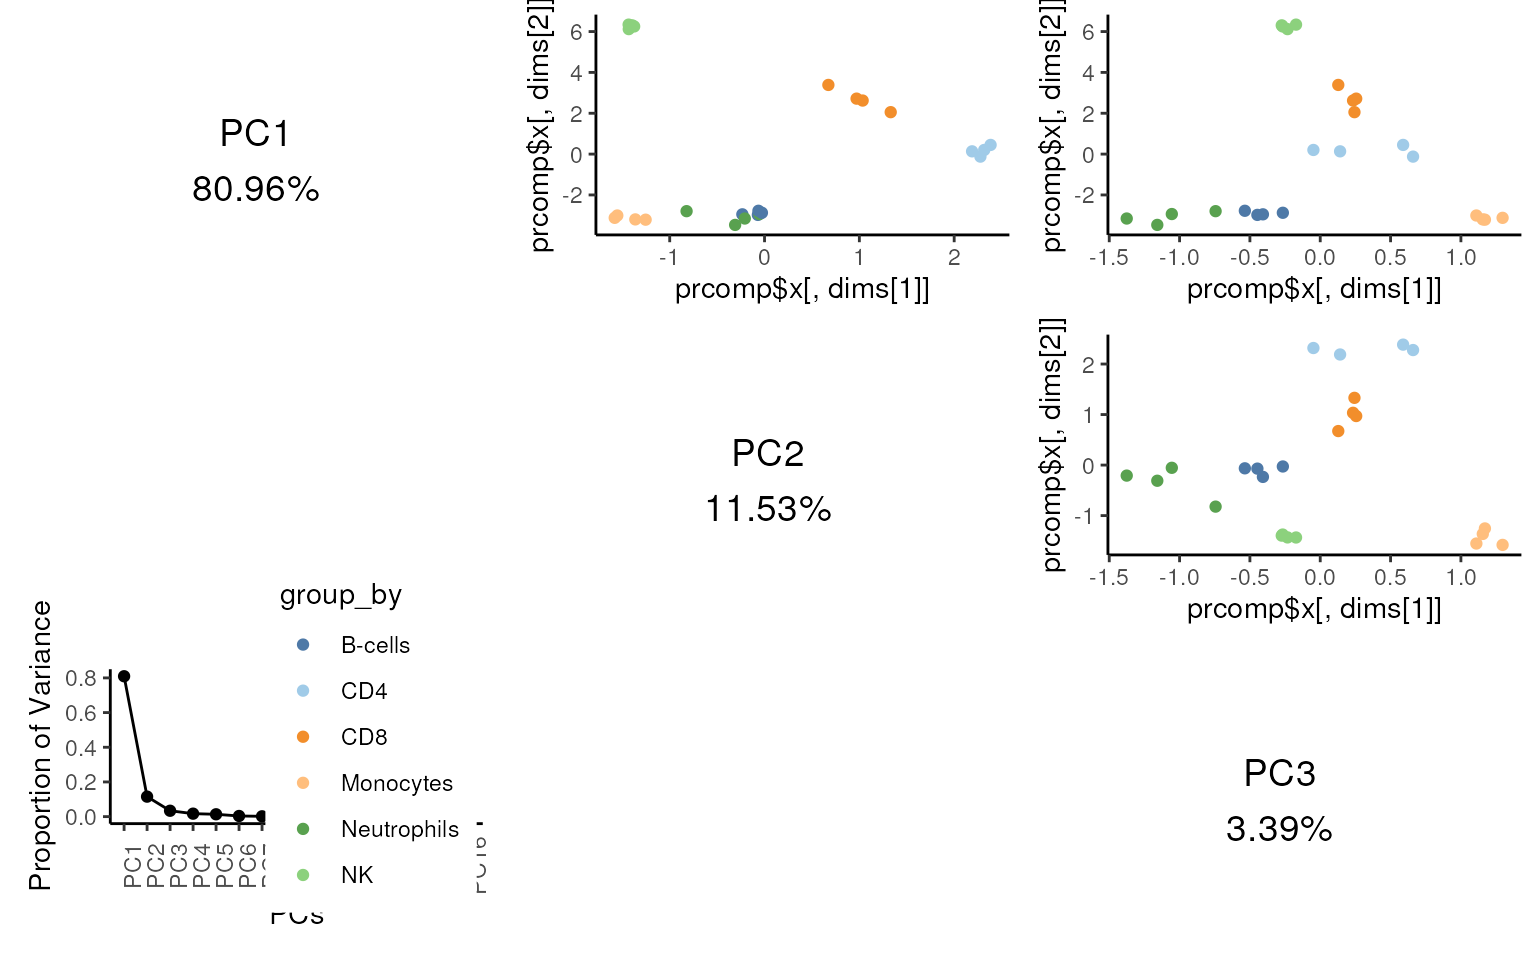 PC1
80.96%
prcomp$x[, dims[2]]
6
4
2
0
-2
-1
0
1
2
prcomp$x[, dims[1]]
prcomp$x[, dims[2]]
6
4
2
0
-2
-1.5
-1.0
-0.5
0.0
0.5
1.0
prcomp$x[, dims[1]]
PC2
11.53%
prcomp$x[, dims[2]]
2
1
0
-1
-1.5
-1.0
-0.5
0.0
0.5
1.0
prcomp$x[, dims[1]]
Proportion of Variance
0.8
0.6
0.4
0.2
0.0
PC1
PC2
PC3
PC4
PC5
PC6
PC16
PCs
group_by
B-cells
CD4
CD8
Monocytes
Neutrophils
NK
PC3
3.39%